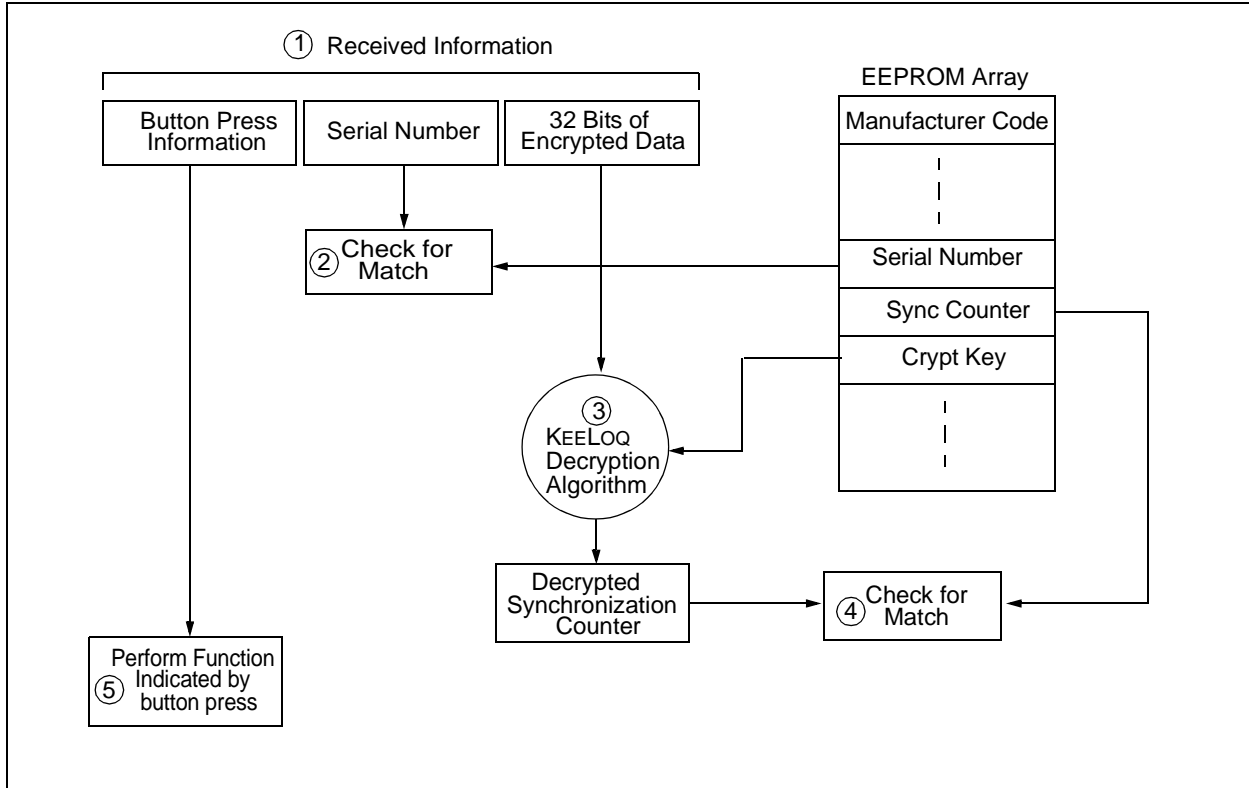 ① Received Information
Button Press
Information
Serial Number
32 Bits of
Encrypted Data
EEPROM Array
Manufacturer Code
Serial Number
Sync Counter
Crypt Key
② Check for
Match
③
KEELOQ
Decryption
Algorithm
Decrypted
Synchronization
Counter
④ Check for
Match
Perform Function
⑤ Indicated by
button press